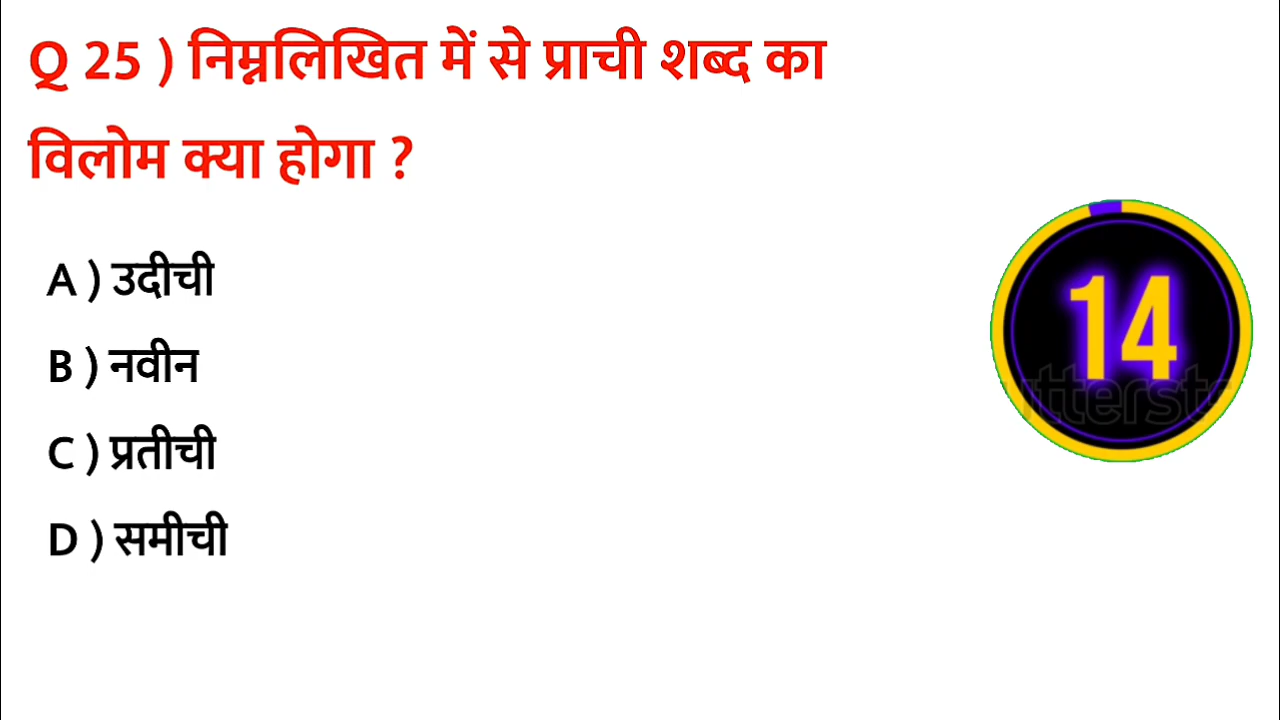 Q 25 ) निम्नलिखित में से प्राची शब्द का
विलोम क्या होगा ?
A ) उदीची
B ) नवीन
C ) प्रतीची
D ) समीची
14